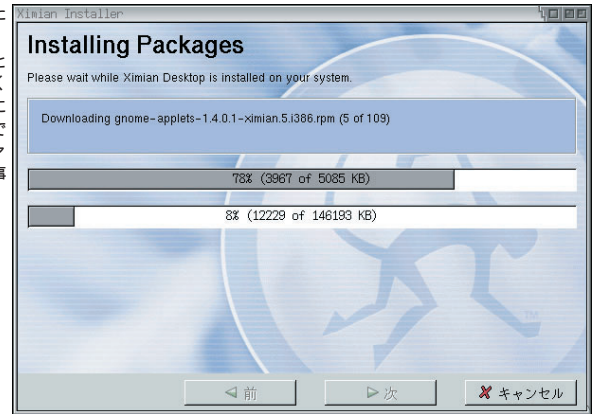 Ximian Installer
Installing Packages
Please wait while Ximian Desktop is installed on your system.
Downloading gnome-applets-1.4.0.1-ximian.5.i386.rpm (5 of 109)
78% (3967 of 5085 KB)
8% (12229 of 146193 KB)
TM
前
次
キャンセル